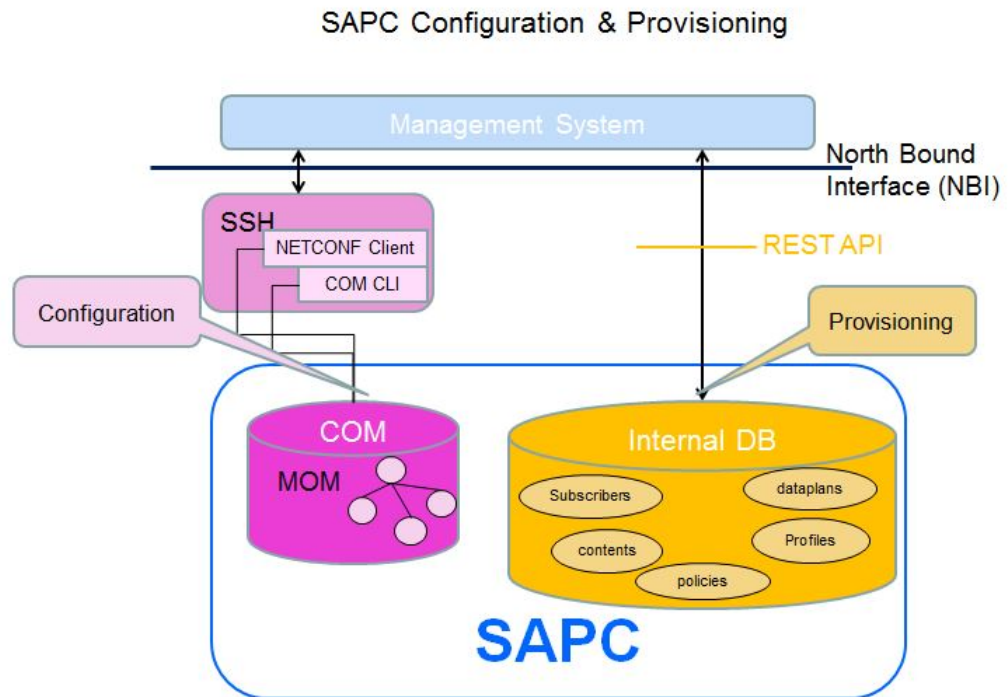 SAPC Configuration & Provisioning
Management System
North Bound
Interface (NBI)
SSH
NETCONF Client
COM CLI
REST API
Configuration
Provisioning
COM
MOM
Internal DB
Subscribers
dataplans
contents
Profiles
policies
SAPC